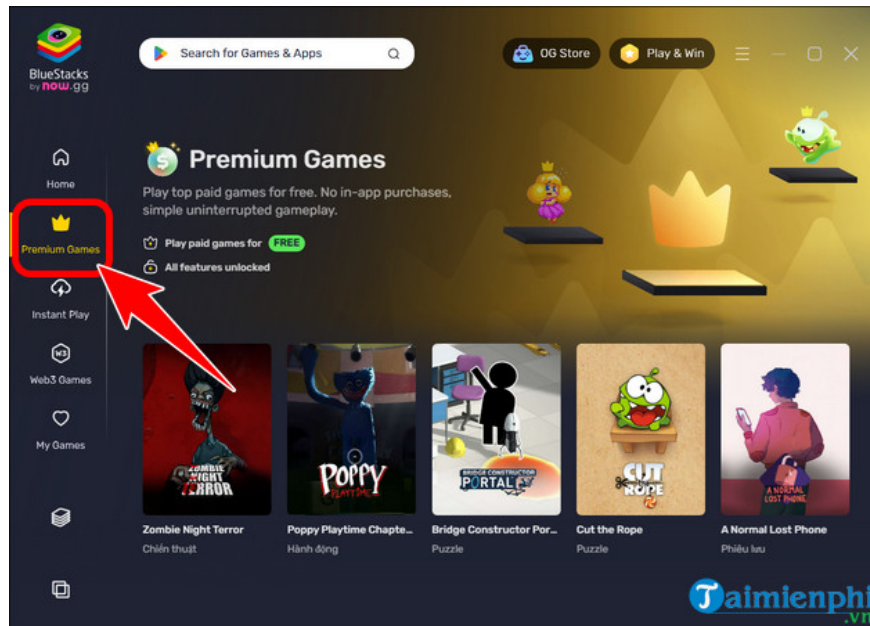 BlueStacks
by now.gg
Search for Games & Apps
OG Store
Play & Win
Home
Premium Games
Instant Play
W3
Web3 Games
My Games
Premium Games
Play top paid games for free. No in-app purchases,
simple uninterrupted gameplay.
Play paid games for FREE
All features unlocked
ZOMBIE
NIGHT
TERROR
POPPY
PLAYTIME
BRIDGE CONSTRUCTOR
PORTAL
CUT
THE
ROPE
A NORMAL
LOST PHONE
Zombie Night Terror
Chiến thuật
Poppy Playtime Chapte...
Hành động
Bridge Constructor Por...
Puzzle
Cut the Rope
Puzzle
A Normal Lost Phone
Phiêu lưu
Taimienphi
.vn